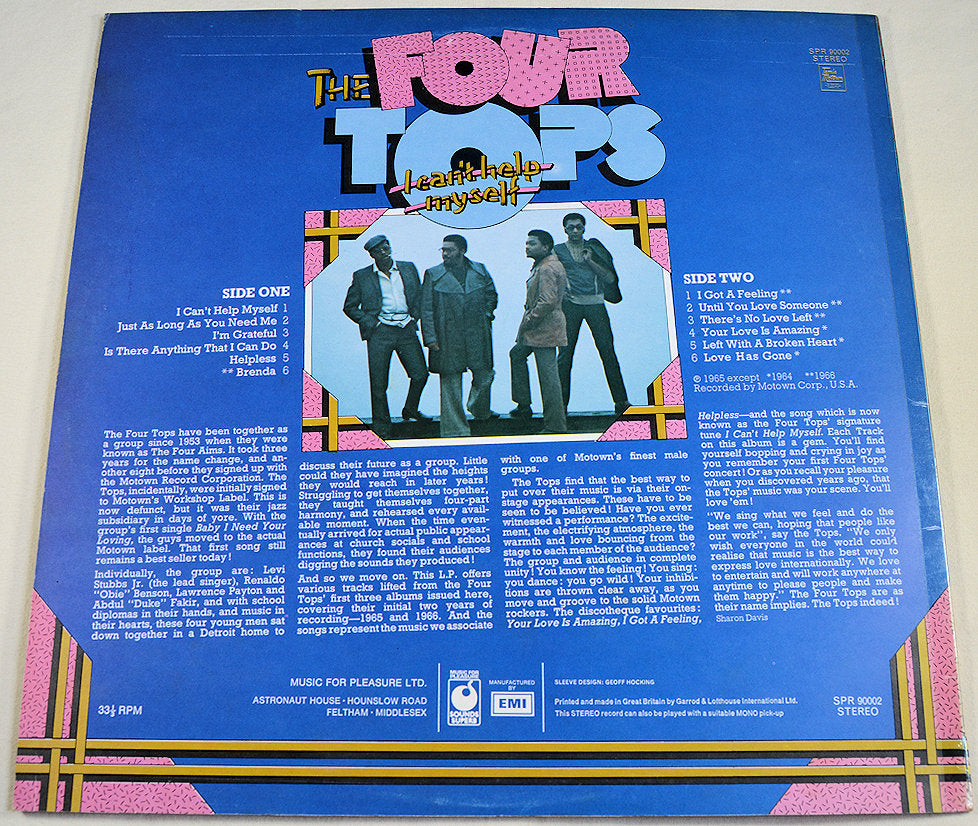 THE FOUR
TOPS
I can't help
myself
SPR 90002
STEREO
SIDE ONE
I Can't Help Myself 1
Just As Long As You Need Me 2
I'm Grateful 3
Is There Anything That I Can Do 4
Helpless 5
** Brenda 6
SIDE TWO
1 I Got A Feeling **
2 Until You Love Someone **
3 There's No Love Left **
4 Your Love Is Amazing *
5 Left With A Broken Heart *
6 Love Has Gone *
℗ 1965 except *1964 **1966
Recorded by Motown Corp., U.S.A.
The Four Tops have been together as
a group since 1953 when they were
known as The Four Aims. It took three
years for the name change, and an-
other eight before they signed up with
the Motown Record Corporation. The
Tops, incidentally, were initially signed
to Motown's Workshop Label. This is
now defunct, but it was their jazz
subsidiary in days of yore. With the
group's first single Baby I Need Your
Loving, the guys moved to the actual
Motown label. That first song still
remains a best seller today!
Individually, the group are: Levi
Stubbs Jr. (the lead singer), Renaldo
"Obie" Benson, Lawrence Payton and
Abdul "Duke" Fakir, and with school
diplomas in their hands, and music in
their hearts, these four young men sat
down together in a Detroit home to
discuss their future as a group. Little
could they have imagined the heights
they would reach in later years!
Struggling to get themselves together,
they taught themselves four-part
harmony, and rehearsed every avail-
able moment. When the time even-
tually arrived for actual public appear-
ances at church socials and school
functions, they found their audiences
digging the sounds they produced!
And so we move on. This L.P. offers
various tracks lifted from the Four
Tops' first three albums issued here,
covering their initial two years of
recording—1965 and 1966. And the
songs represent the music we associate
with one of Motown's finest male
groups.
The Tops find that the best way to
put over their music is via their on-
stage appearances. These have to be
seen to be believed! Have you ever
witnessed a performance? The excite-
ment, the electrifying atmosphere, the
warmth and love bouncing from the
stage to each member of the audience?
The group and audience in complete
unity! You know the feeling! You sing:
you dance: you go wild! Your inhibi-
tions are thrown clear away, as you
move and groove to the solid Motown
rockers. The discotheque favourites:
Your Love Is Amazing, I Got A Feeling,
Helpless—and the song which is now
known as the Four Tops' signature
tune I Can't Help Myself. Each Track
on this album is a gem. You'll find
yourself bopping and crying in joy as
you remember your first Four Tops'
concert! Or as you recall your pleasure
when you discovered years ago, that
the Tops' music was your scene. You'll
love 'em!
"We sing what we feel and do the
best we can, hoping that people like
our work", say the Tops, "We only
wish everyone in the world could
realise that music is the best way to
express love internationally. We love
to entertain and will work anywhere at
anytime to please people and make
them happy." The Four Tops are as
their name implies. The Tops indeed!
Sharon Davis
33⅓ RPM
MUSIC FOR PLEASURE LTD.
ASTRONAUT HOUSE · HOUNSLOW ROAD
FELTHAM · MIDDLESEX
MUSIC FOR
PLEASURE
SOUNDS
SUPERB
MANUFACTURED
BY
EMI
SLEEVE DESIGN: GEOFF HOCKING
Printed and made in Great Britain by Garrod & Lofthouse International Ltd.
This STEREO record can also be played with a suitable MONO pick-up
SPR 90002
STEREO